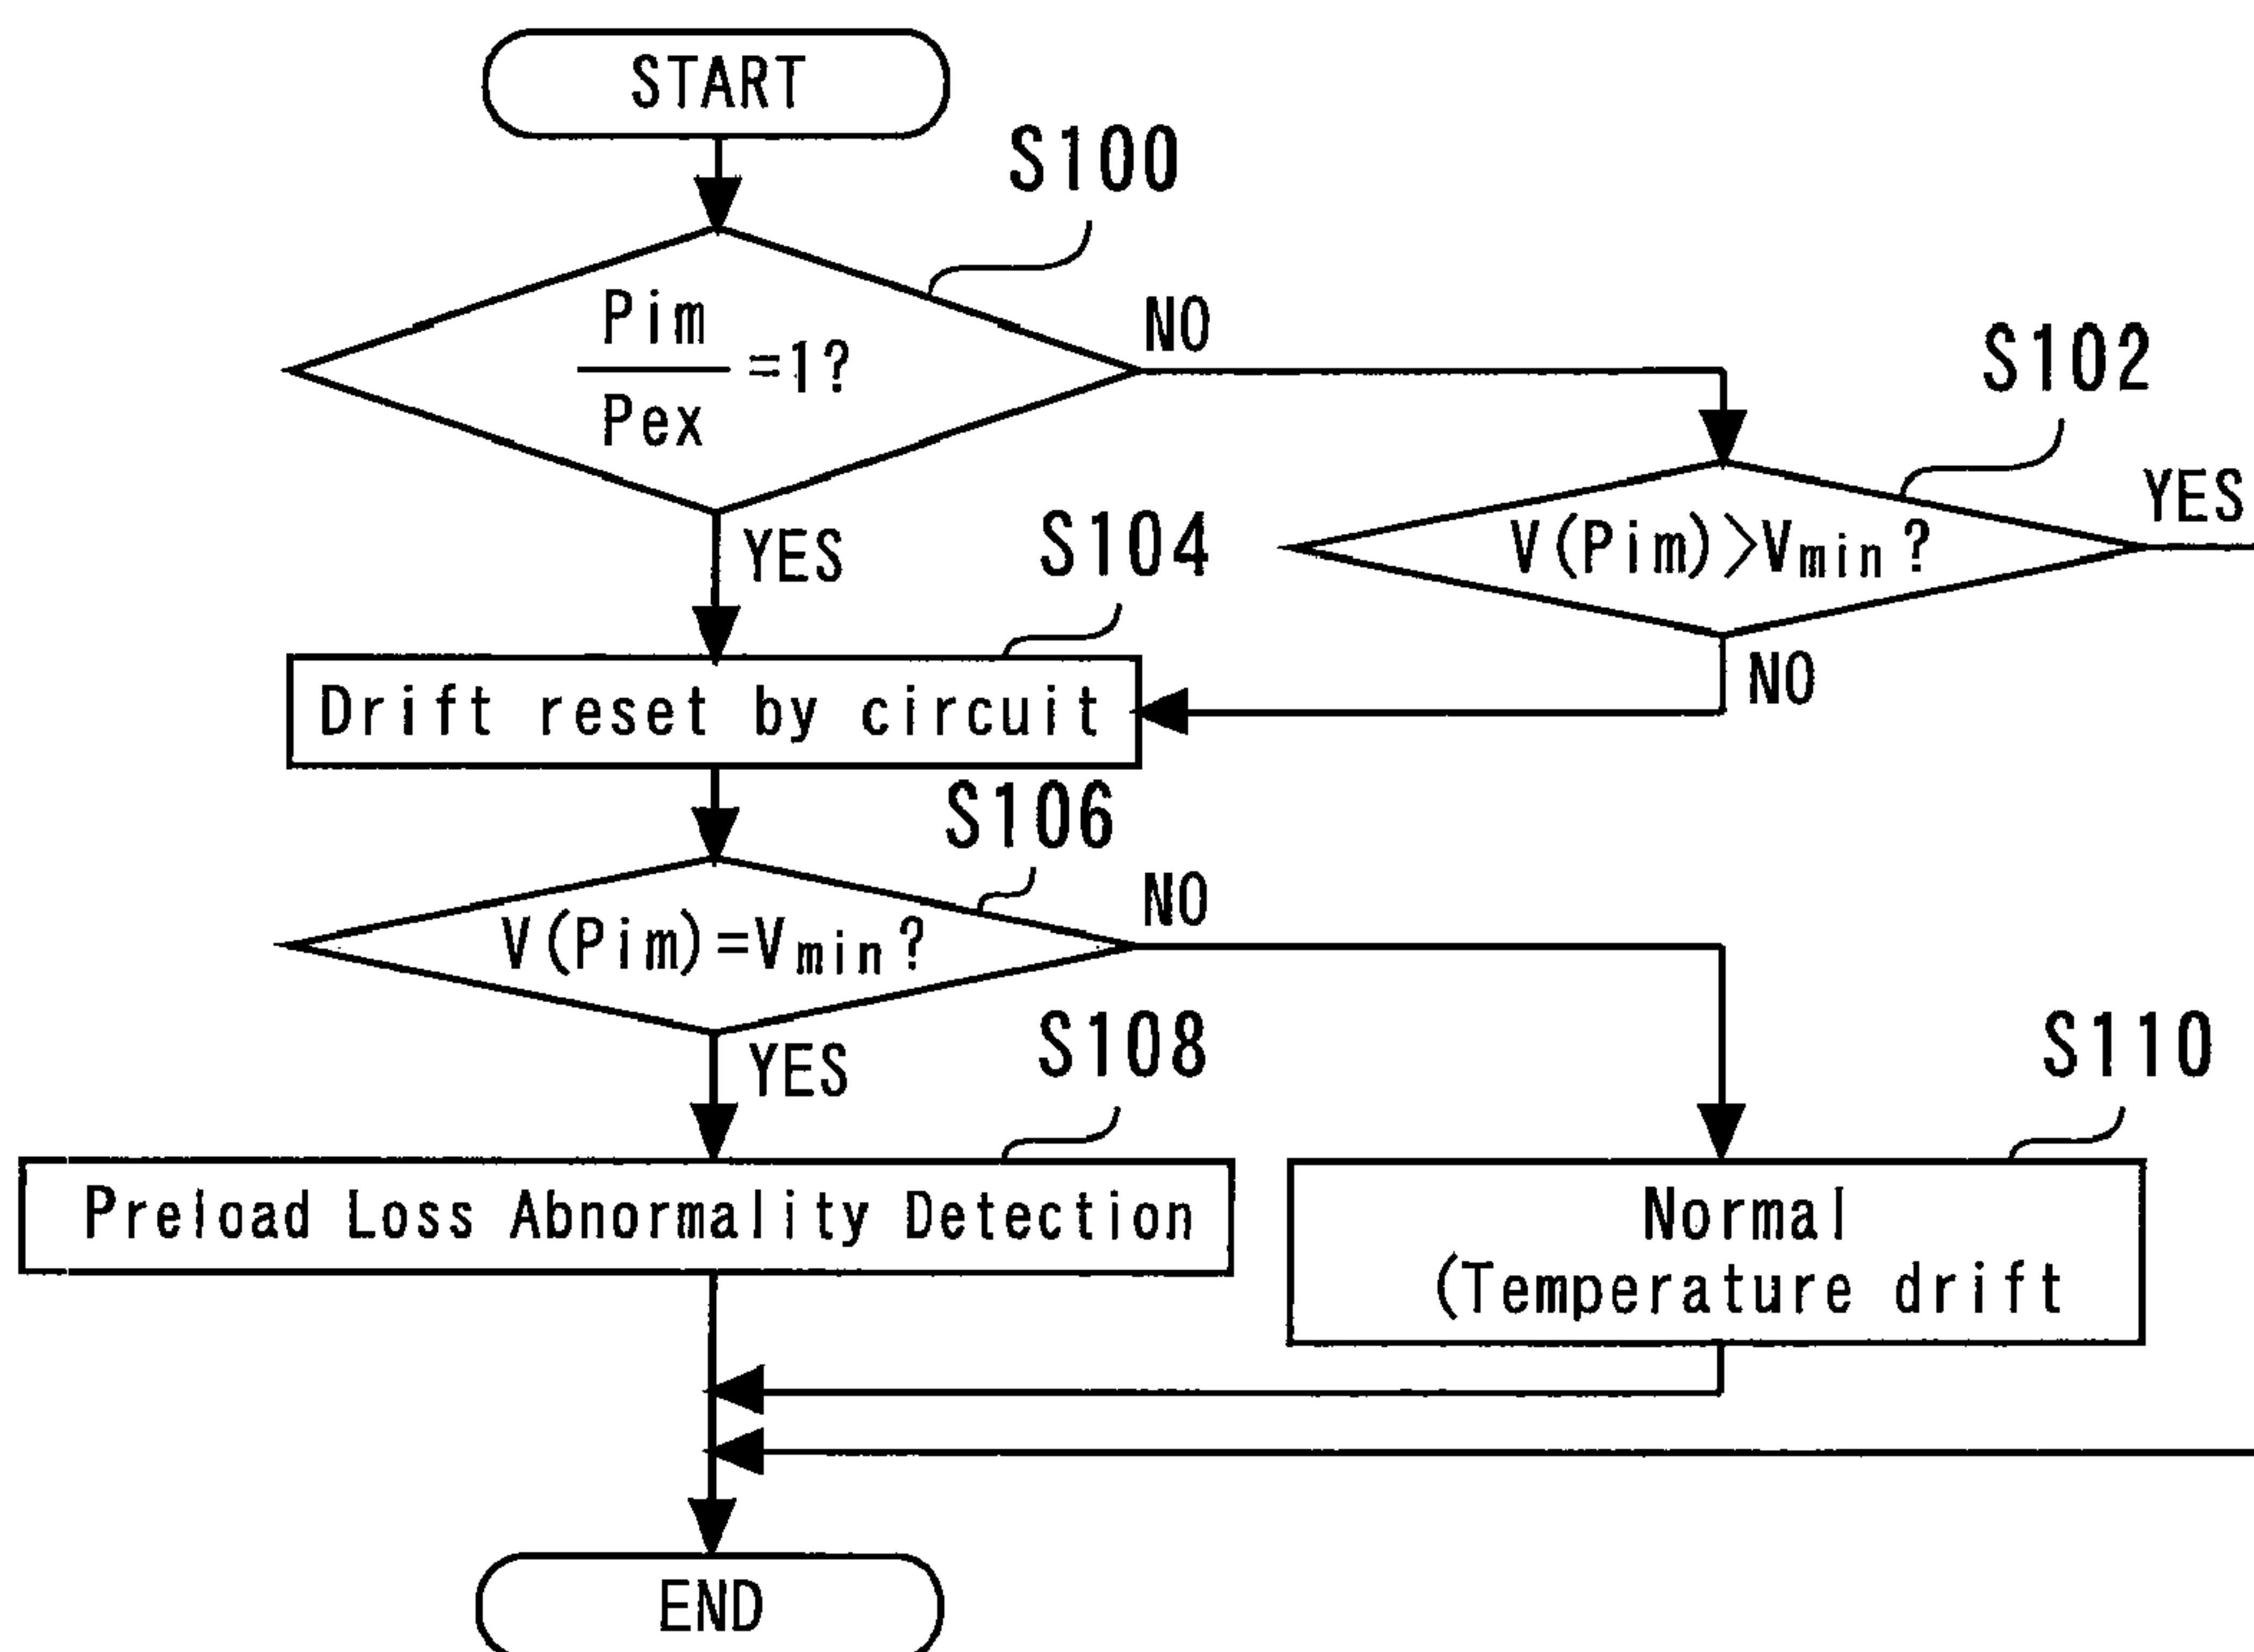 START
S100
Pim
Pex
=1?
NO
S102
YES
V(Pim)>Vmin?
YES
S104
NO
Drift reset by circuit
S106
V(Pim)=Vmin?
NO
YES
S108
S110
Preload Loss Abnormality Detection
Normal
(Temperature drift
END